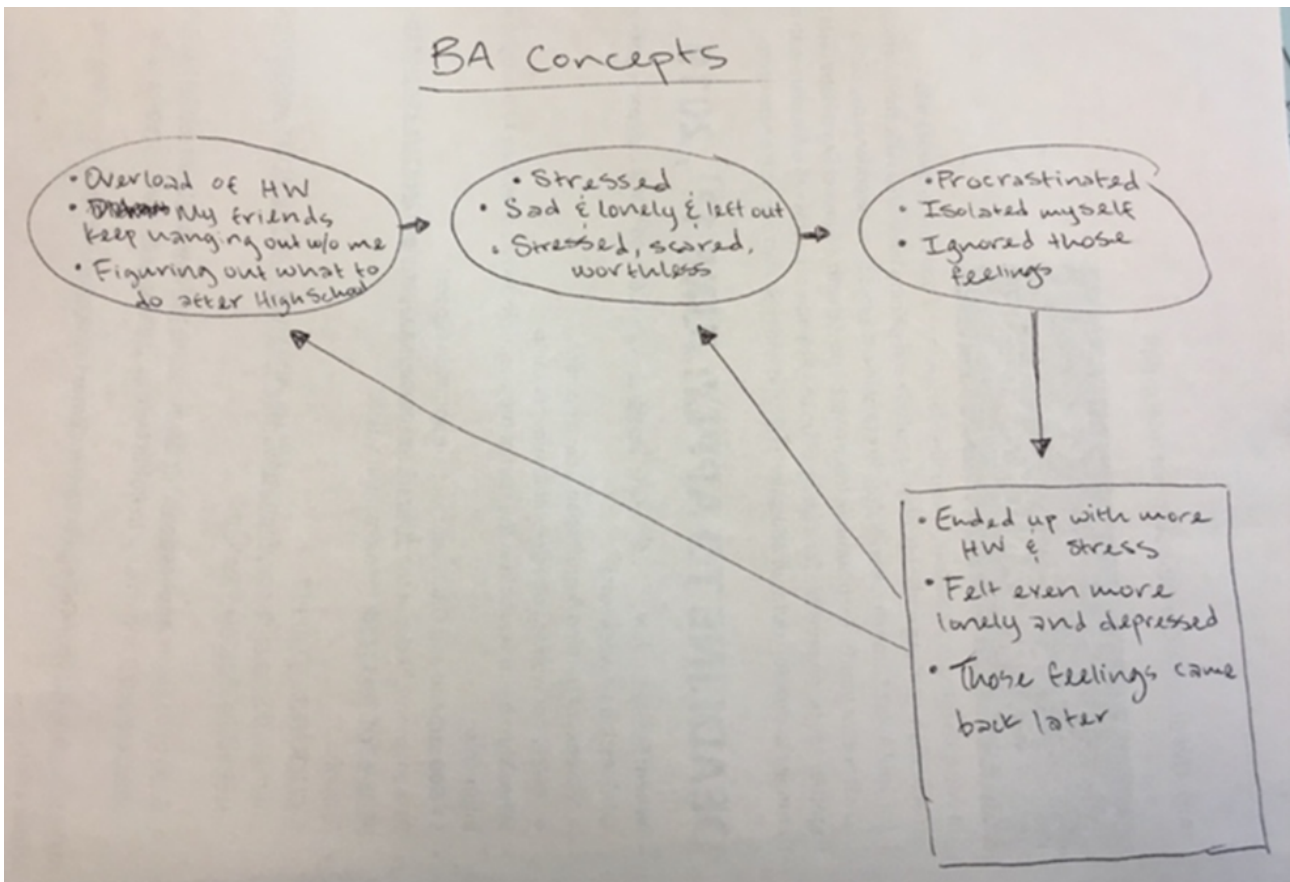 BA Concepts
• Overload of HW
• My friends
keep hanging out w/o me
• Figuring out what to
do after High School
• Stressed
• Sad & lonely & left out
• Stressed, scared,
worthless
• Procrastinated
• Isolated myself
• Ignored those
feelings
• Ended up with more
HW & stress
• Felt even more
lonely and depressed
• Those feelings came
back later